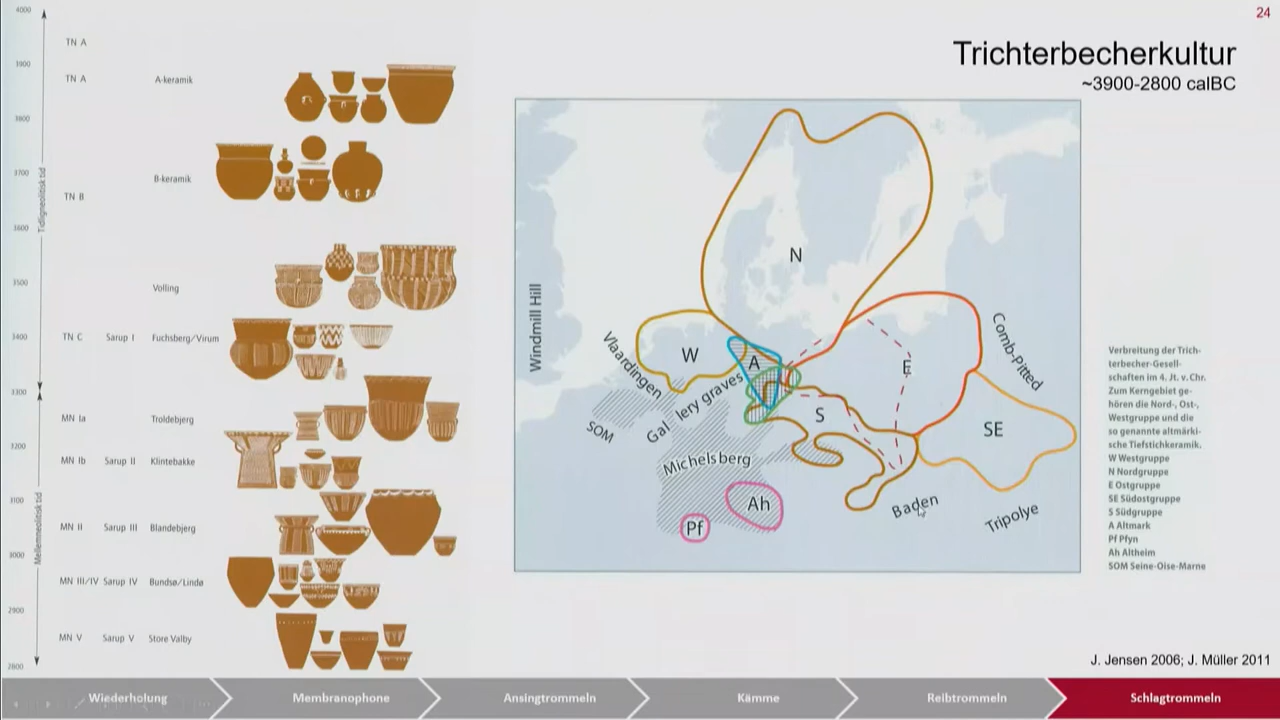 24
Trichterbecherkultur
~3900-2800 calBC
4000
TN A
3900
TN A A-keramik
3800
3700
B-keramik
TN B
3600
Tidligneolitisk tid
3500
Volling
3400
TN C Sarup I Fuchsberg/Virum
3300
MN Ia Troldebjerg
3200
MN Ib Sarup II Klintebakke
3100
Mellemneolitisk tid
MN II Sarup III Blandebjerg
3000
MN III/IV Sarup IV Bundsø/Lindø
2900
MN V Sarup V Store Valby
2800
N
Windmill Hill
Vlaardingen
W
A
E
Comb-Pitted
SOM
Gallery graves
S
SE
Michelsberg
Ah
Pf
Baden
Tripolye
Verbreitung der Trich-
terbecher-Gesell-
schaften im 4. Jt. v. Chr.
Zum Kerngebiet ge-
hören die Nord-, Ost-,
Westgruppe und die
so genannte altmärki-
sche Tiefstichkeramik.
W Westgruppe
N Nordgruppe
E Ostgruppe
SE Südostgruppe
S Südgruppe
A Altmark
Pf Pfyn
Ah Altheim
SOM Seine-Oise-Marne
J. Jensen 2006; J. Müller 2011
Wiederholung
Membranophone
Ansingtrommeln
Kämme
Reibtrommeln
Schlagtrommeln